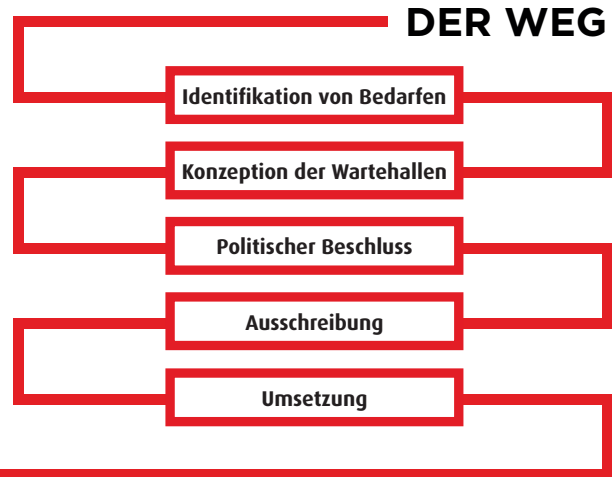 DER WEG
Identifikation von Bedarfen
Konzeption der Wartehallen
Politischer Beschluss
Ausschreibung
Umsetzung